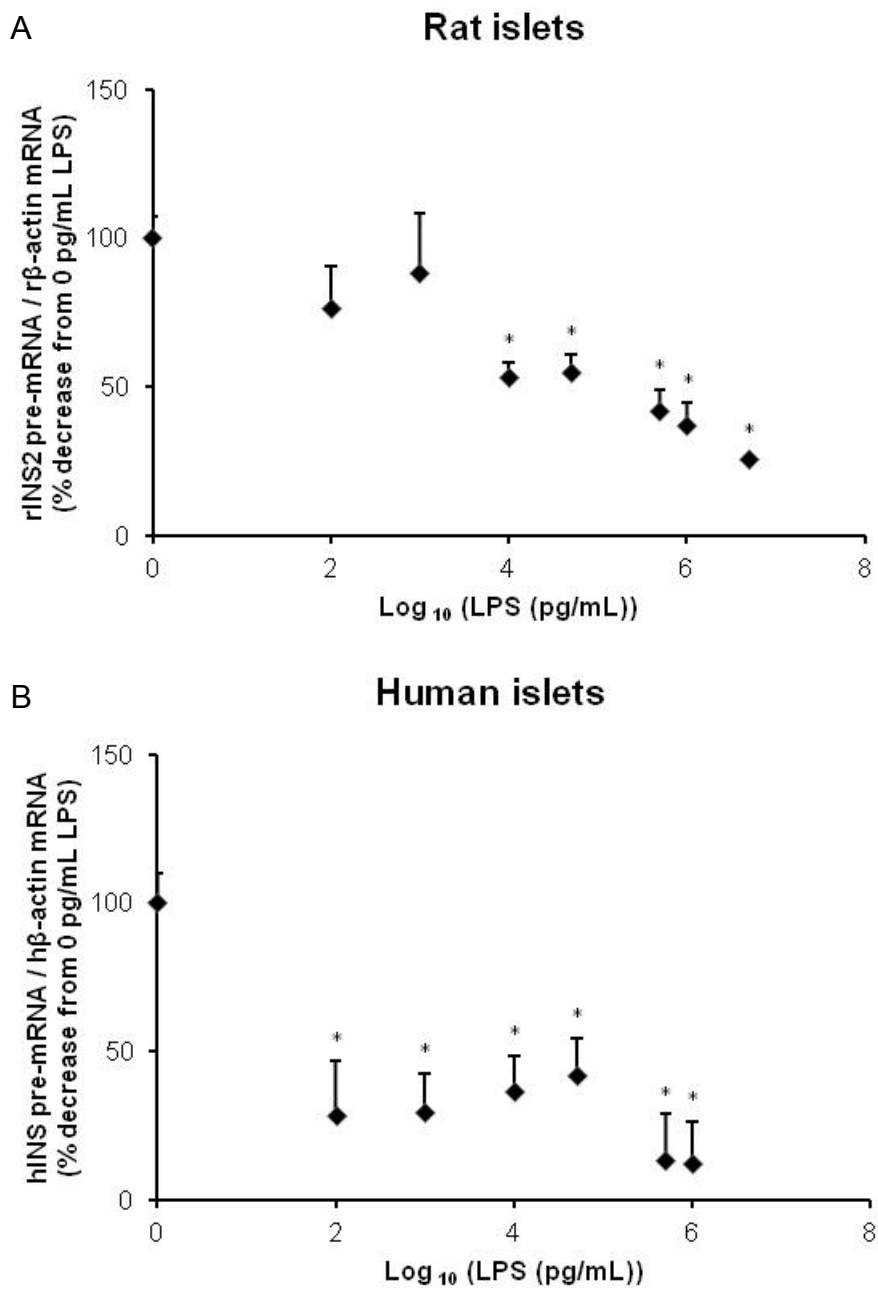 A
Rat islets
rINS2 pre-mRNA / rβ-actin mRNA
(% decrease from 0 pg/mL LPS)
150
100
50
0
* * * * *
0 2 4 6 8
Log 10 (LPS (pg/mL))
B
Human islets
hINS pre-mRNA / hβ-actin mRNA
(% decrease from 0 pg/mL LPS)
150
100
50
0
* * * * * *
0 2 4 6 8
Log 10 (LPS (pg/mL))